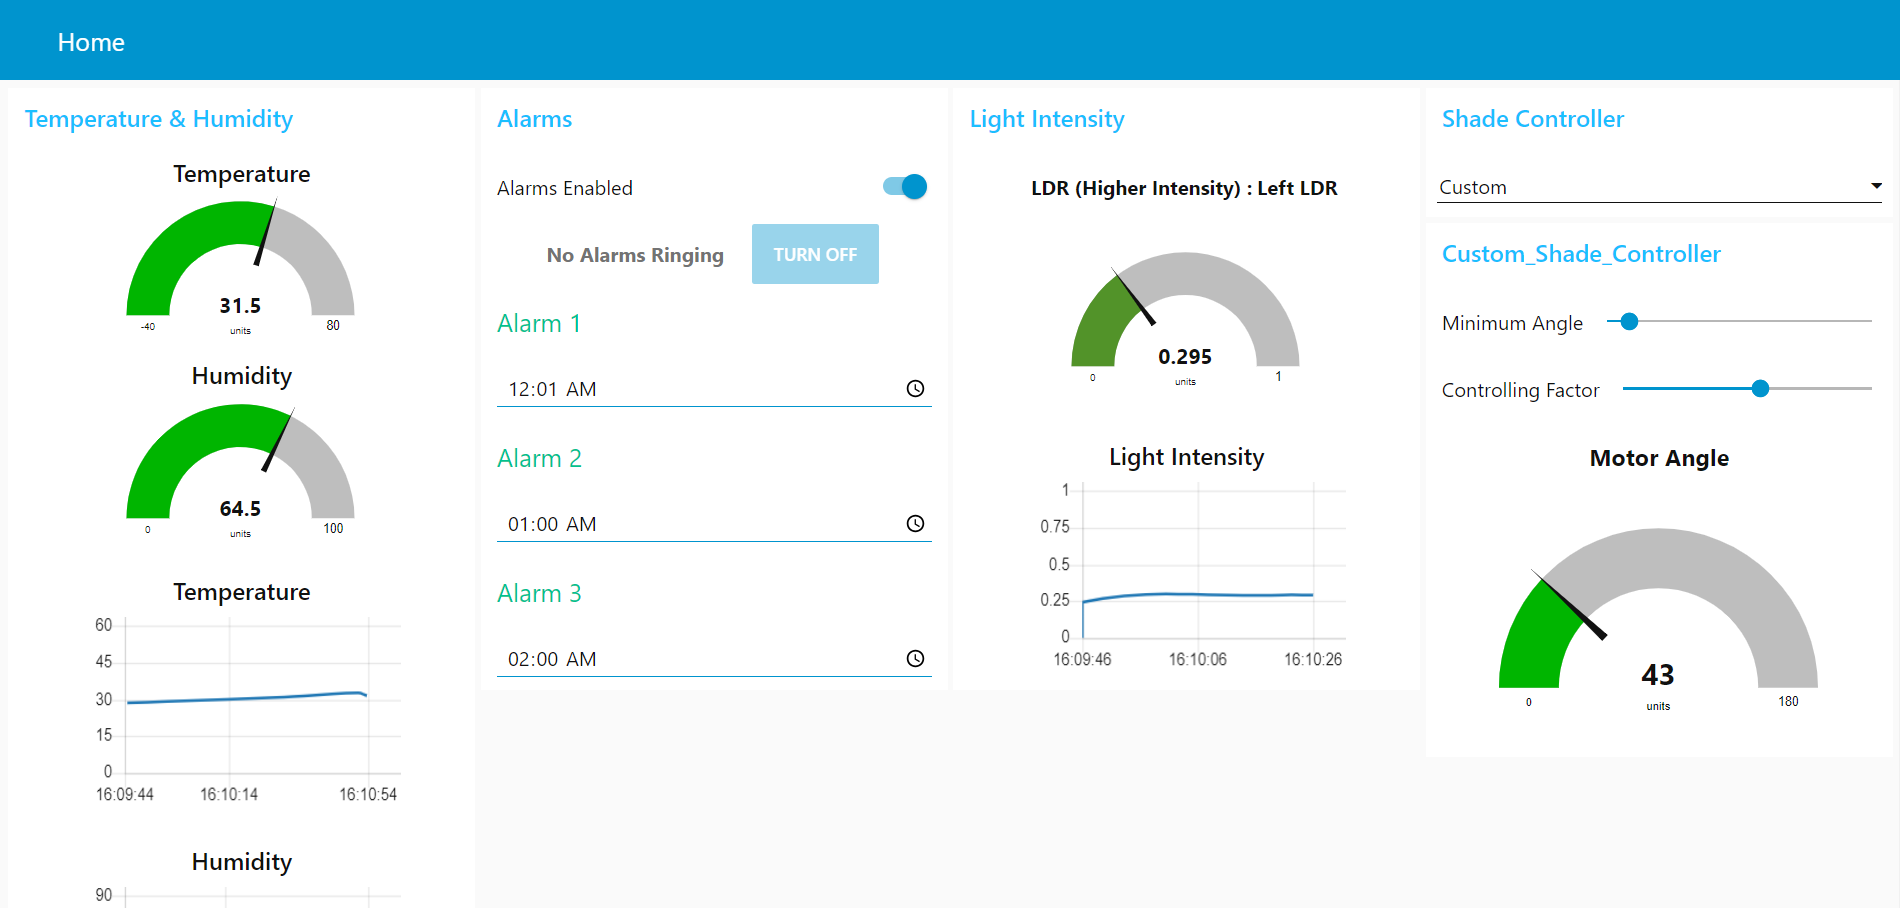 Home
Temperature & Humidity
Temperature
31.5
units
-40
80
Humidity
64.5
units
0
100
Temperature
60
45
30
15
0
16:09:44
16:10:14
16:10:54
Humidity
90
Alarms
Alarms Enabled
No Alarms Ringing
TURN OFF
Alarm 1
12:01 AM
Alarm 2
01:00 AM
Alarm 3
02:00 AM
Light Intensity
LDR (Higher Intensity) : Left LDR
0.295
units
0
1
Light Intensity
1
0.75
0.5
0.25
0
16:09:46
16:10:06
16:10:26
Shade Controller
Custom
Custom_Shade_Controller
Minimum Angle
Controlling Factor
Motor Angle
43
units
0
180